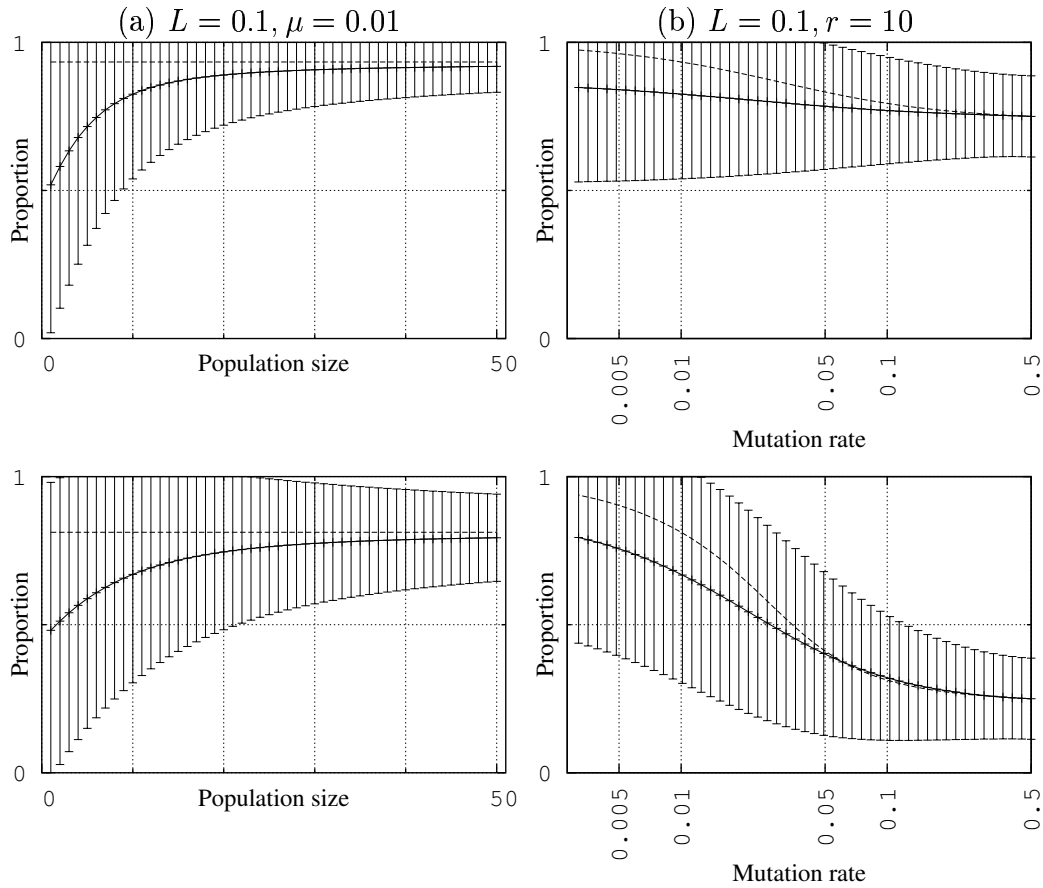 (a) L = 0.1, μ = 0.01
(b) L = 0.1, r = 10
1
Proportion
0
0
Population size
50
1
Proportion
0
0.005
0.01
0.05
0.1
0.5
Mutation rate
1
Proportion
0
0
Population size
50
1
Proportion
0
0.005
0.01
0.05
0.1
0.5
Mutation rate